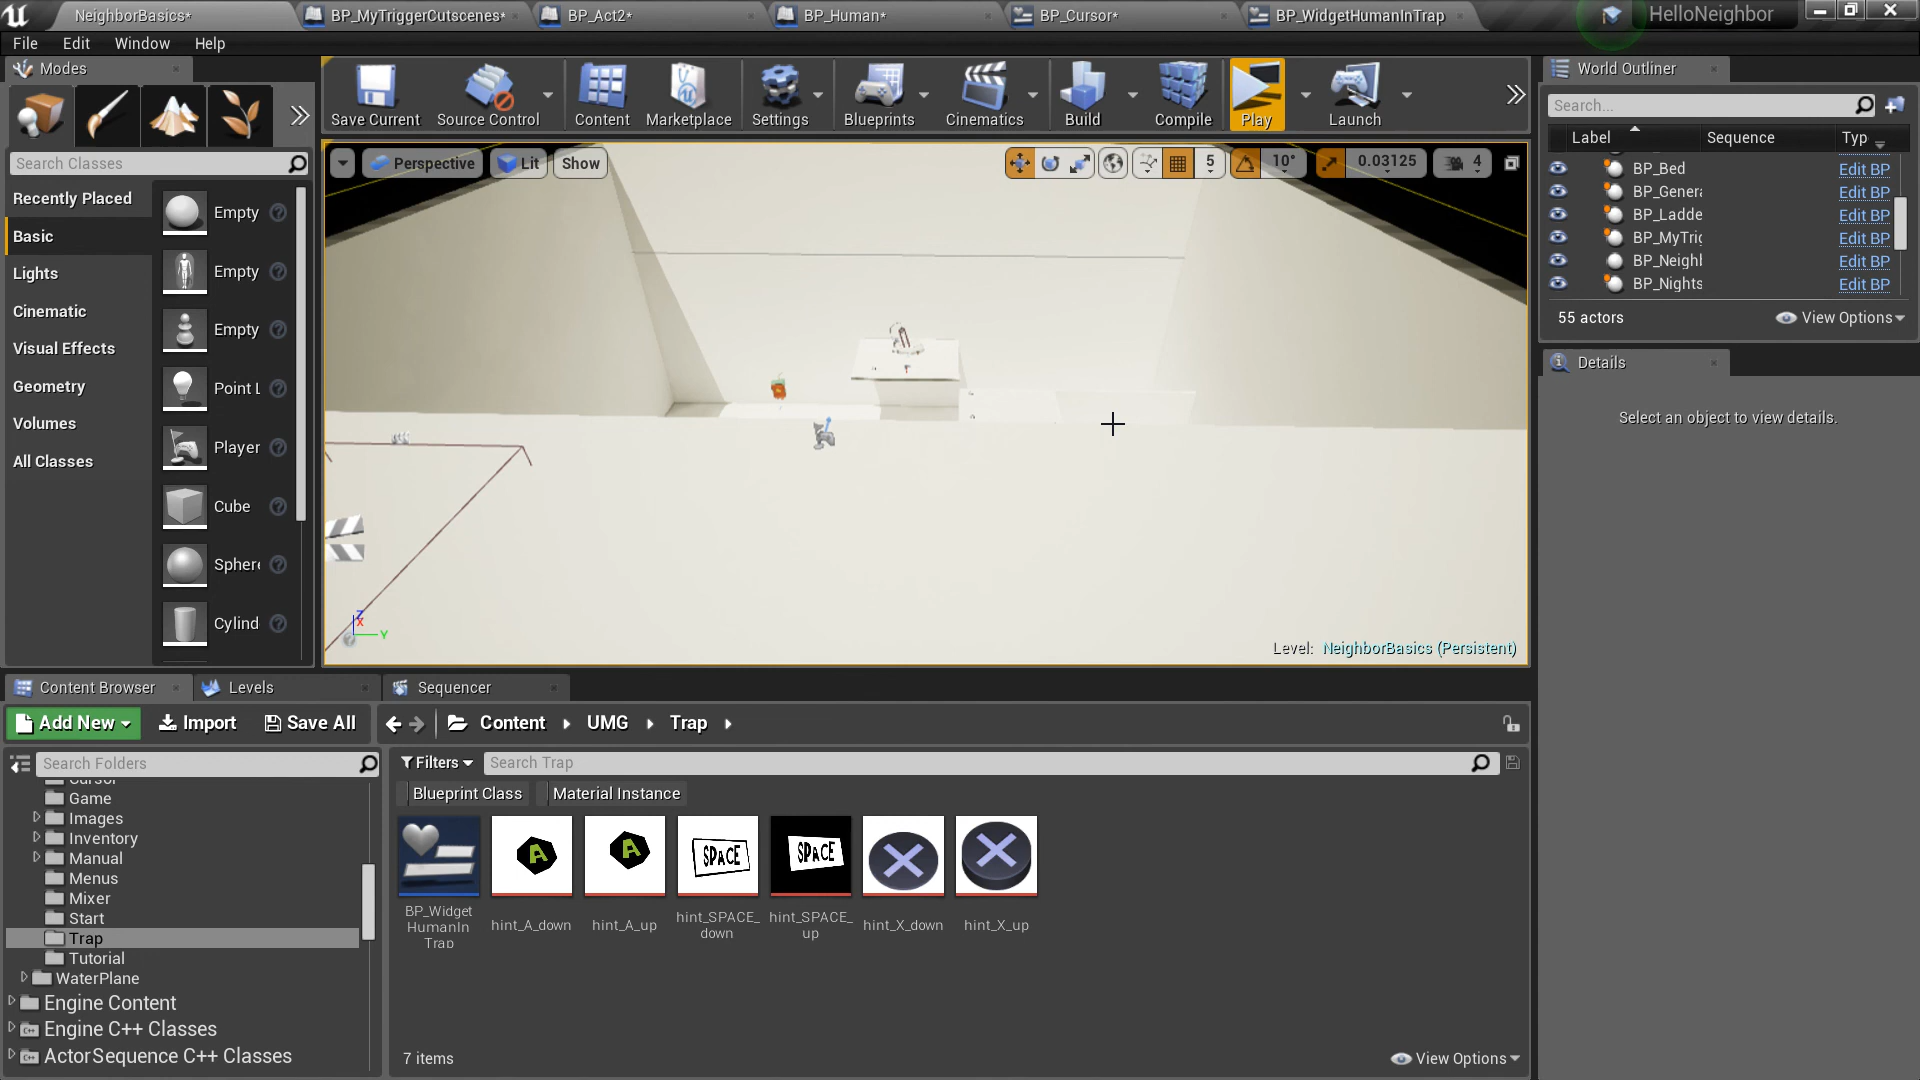 NeighborBasics*
BP_MyTriggerCutscenes*
BP_Act2*
BP_Human*
BP_Cursor*
BP_WidgetHumanInTrap
HelloNeighbor
File Edit Window Help
Modes
Save Current
Source Control
Content
Marketplace
Settings
Blueprints
Cinematics
Build
Compile
Play
Launch
Search Classes
Recently Placed
Basic
Lights
Cinematic
Visual Effects
Geometry
Volumes
All Classes
Empty
Empty
Empty
Point L
Player
Cube
Sphere
Cylind
Perspective
Lit
Show
5
10°
0.03125
4
Z
X
Y
Level: NeighborBasics (Persistent)
World Outliner
Search...
Label Sequence Typ
BP_Bed Edit BP
BP_Genera Edit BP
BP_Ladde Edit BP
BP_MyTrig Edit BP
BP_Neighl Edit BP
BP_Nights Edit BP
55 actors
View Options
Details
Select an object to view details.
Content Browser
Levels
Sequencer
Add New
Import
Save All
Content
UMG
Trap
Search Folders
Game
Images
Inventory
Manual
Menus
Mixer
Start
Trap
Tutorial
WaterPlane
Engine Content
Engine C++ Classes
ActorSequence C++ Classes
Filters
Search Trap
Blueprint Class
Material Instance
A
A
SPACE
SPACE
BP_Widget
HumanIn
Trap
hint_A_down
hint_A_up
hint_SPACE_
down
hint_SPACE_
up
hint_X_down
hint_X_up
7 items
View Options